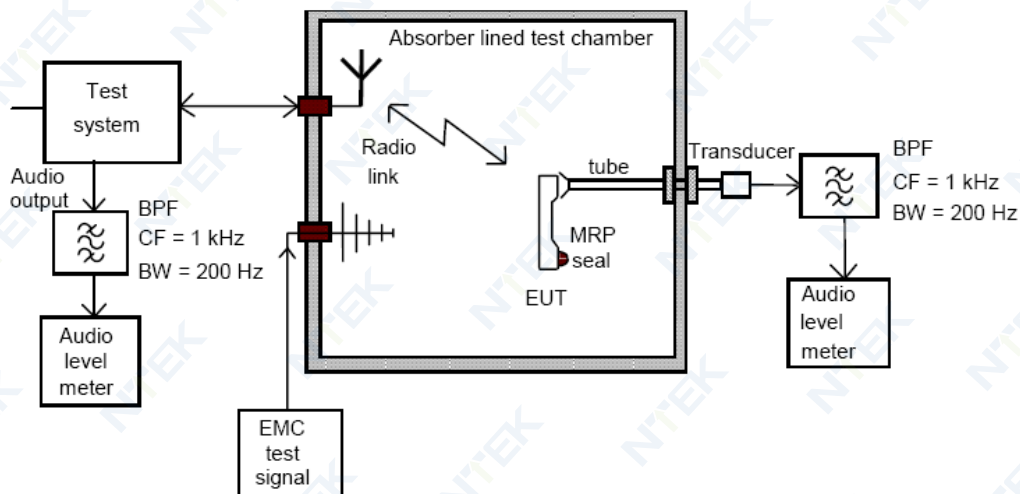 Absorber lined test chamber
Test
system
Radio
link
Audio
output
BPF
CF = 1 kHz
BW = 200 Hz
Audio
level
meter
EMC
test
signal
tube
Transducer
MRP
seal
EUT
BPF
CF = 1 kHz
BW = 200 Hz
Audio
level
meter
NTEK